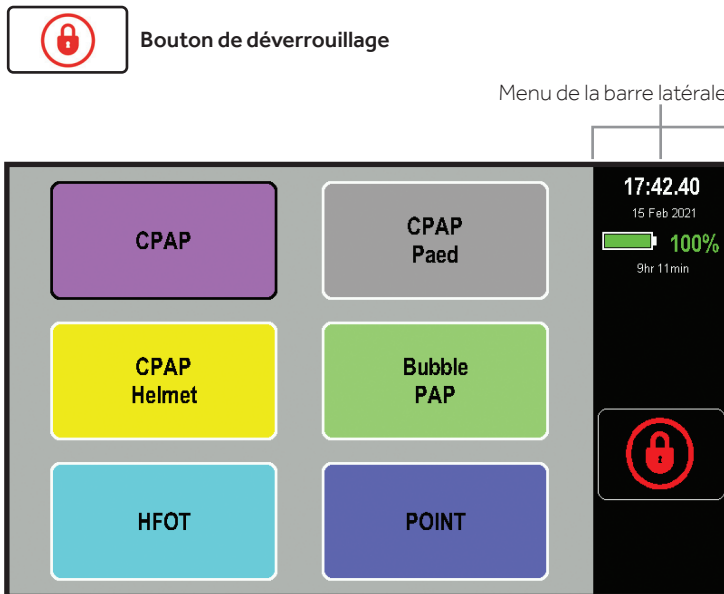 Bouton de déverrouillage
Menu de la barre latérale
17:42.40
15 Feb 2021
100%
9hr 11min
CPAP
CPAP
Paed
CPAP
Helmet
Bubble
PAP
HFOT
POINT